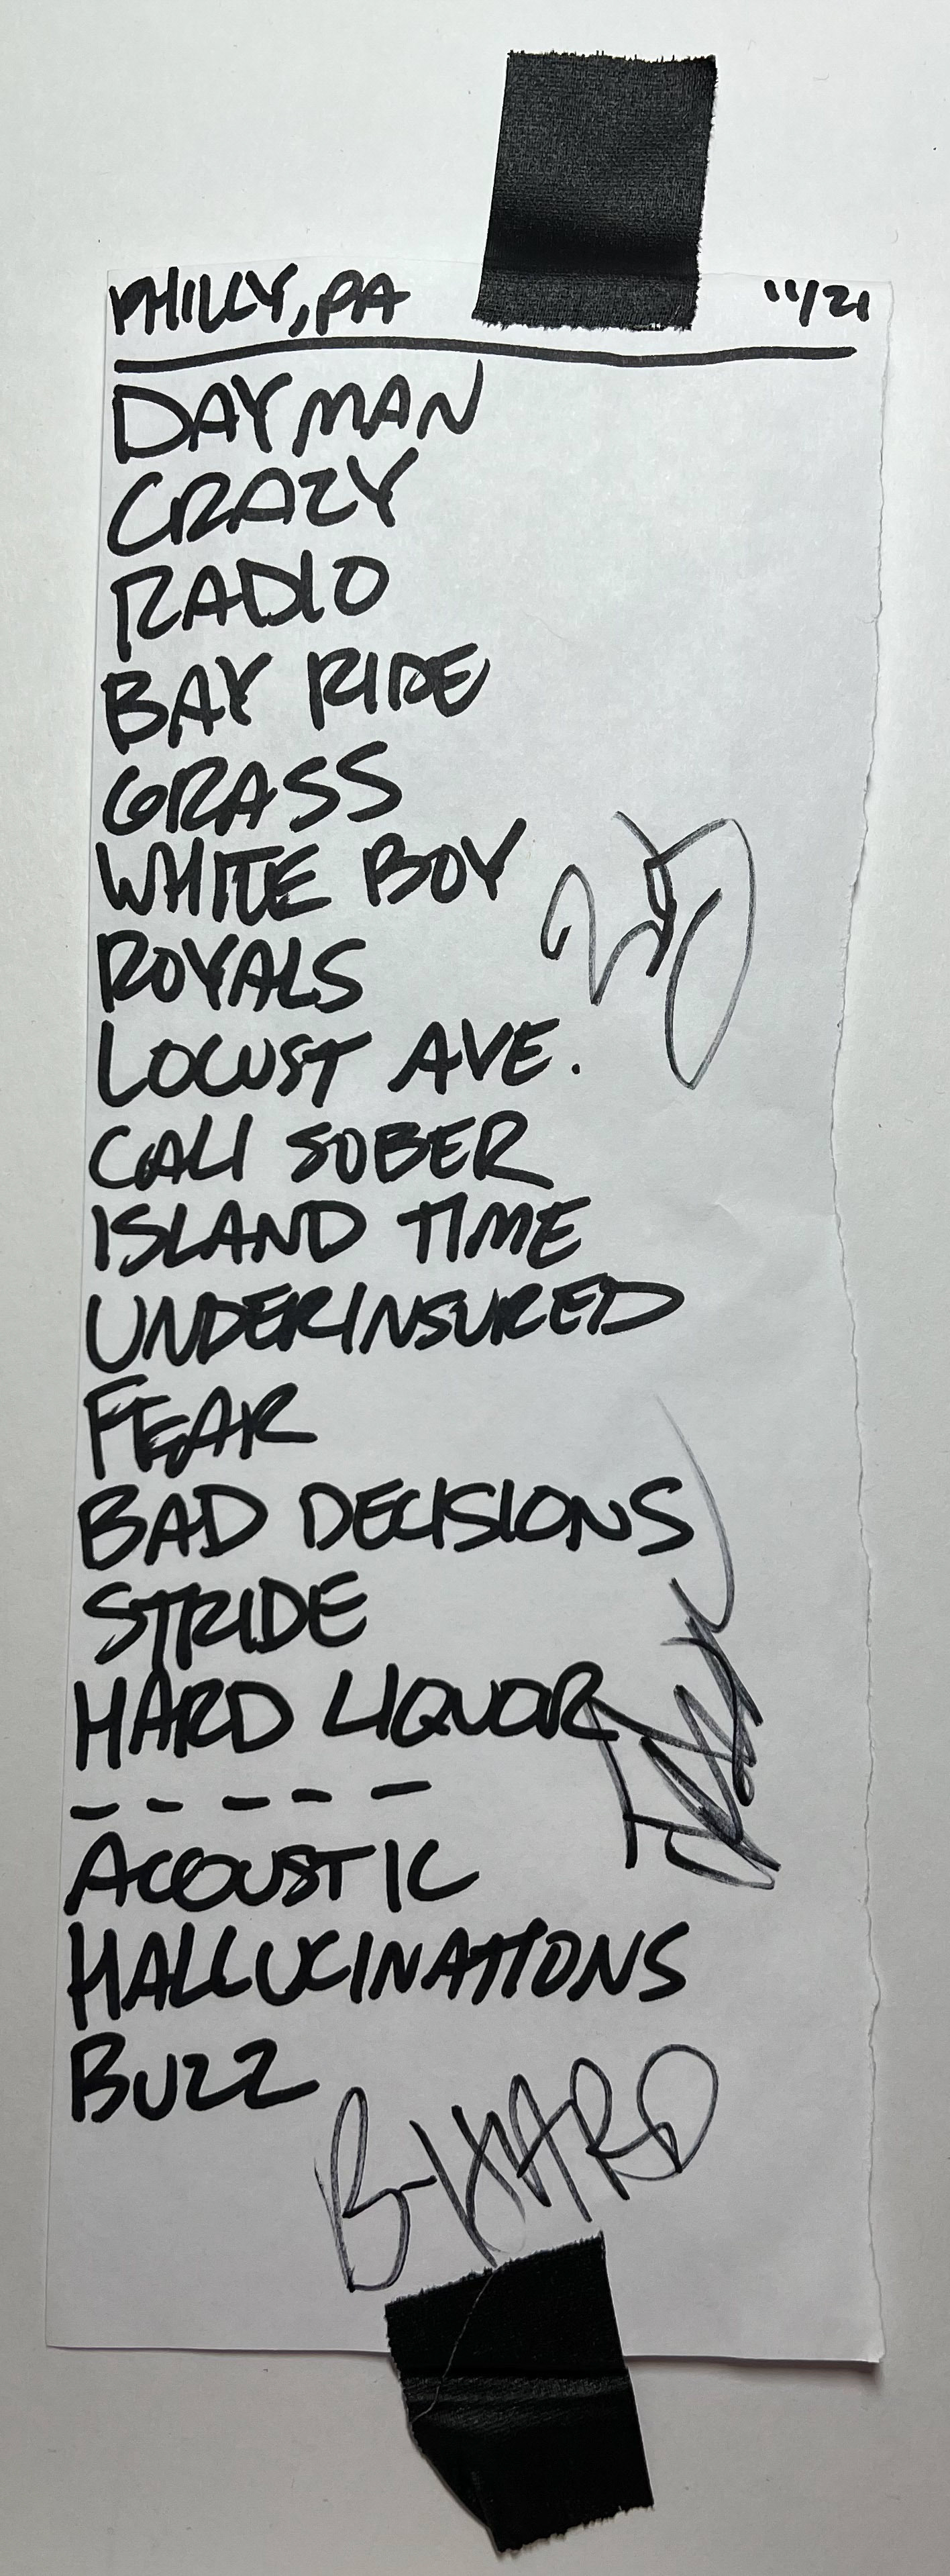 PHILLY, PA 11/21
DAYMAN
CRAZY
RADIO
BAY RIDE
GRASS
WHITE BOY
ROYALS
LOCUST AVE.
CALI SOBER
ISLAND TIME
UNDERINSURED
FEAR
BAD DECISIONS
STRIDE
HARD LIQUOR
- - - - -
ACOUSTIC
HALLUCINATIONS
BUZZ
B-HARD